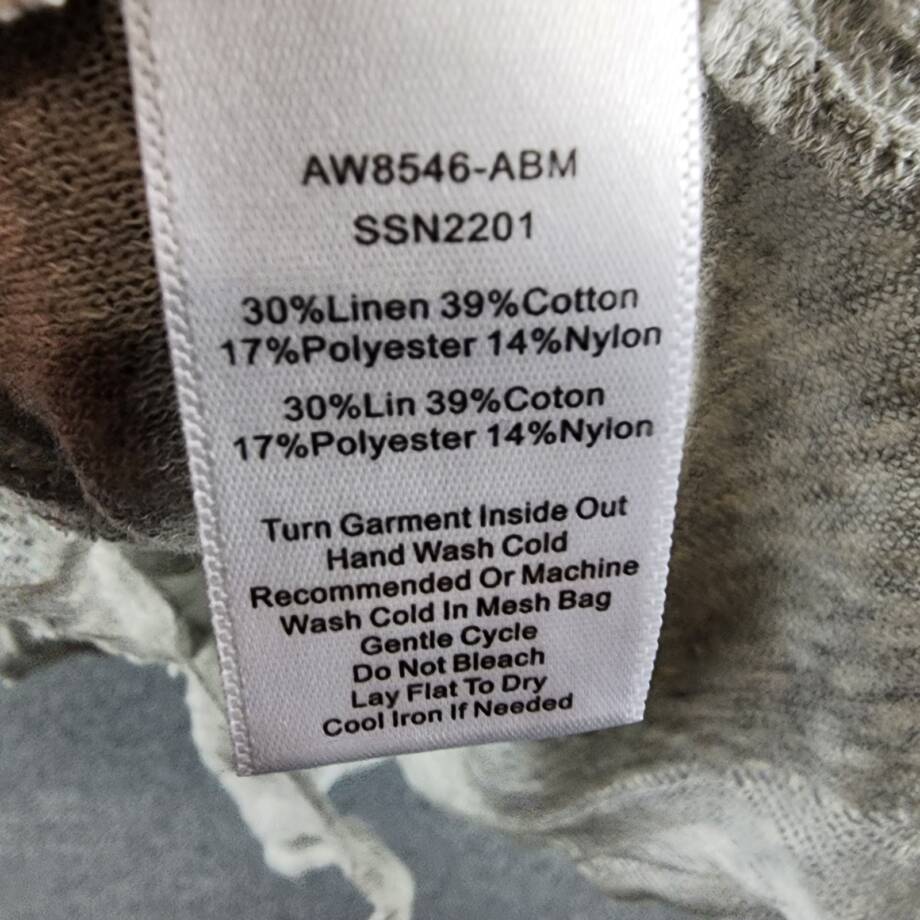 AW8546-ABM
SSN2201
30%Linen 39%Cotton
17%Polyester 14%Nylon
30%Lin 39%Coton
17%Polyester 14%Nylon
Turn Garment Inside Out
Hand Wash Cold
Recommended Or Machine
Wash Cold In Mesh Bag
Gentle Cycle
Do Not Bleach
Lay Flat To Dry
Cool Iron If Needed